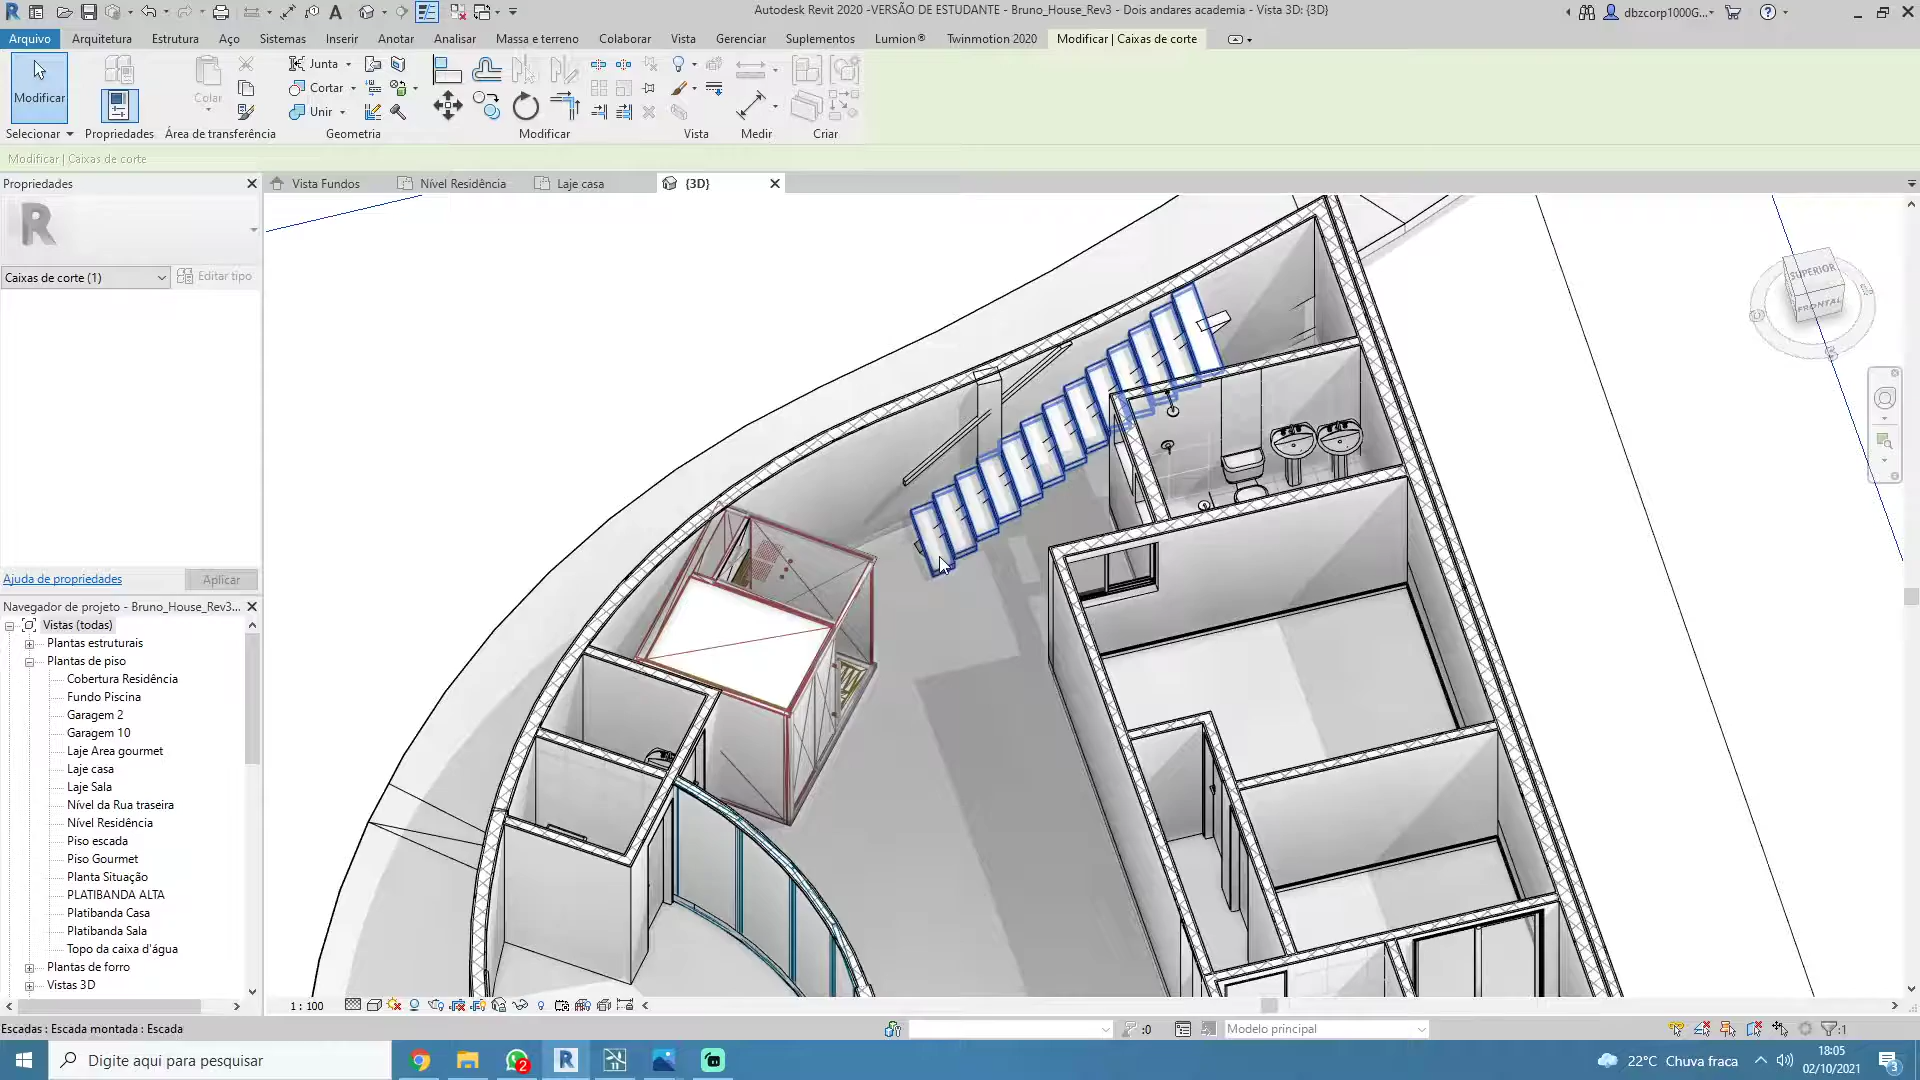 Autodesk Revit 2020 -VERSÃO DE ESTUDANTE - Bruno_House_Rev3 - Dois andares academia - Vista 3D: {3D}
dbzcorp1000G...
Arquivo Arquitetura Estrutura Aço Sistemas Inserir Anotar Analisar Massa e terreno Colaborar Vista Gerenciar Suplementos Lumion® Twinmotion 2020 Modificar | Caixas de corte
Modificar
Colar
Junta
Cortar
Unir
Selecionar Propriedades Área de transferência Geometria Modificar Vista Medir Criar
Modificar | Caixas de corte
Propriedades
Vista Fundos Nível Residência Laje casa {3D}
Caixas de corte (1) Editar tipo
SUPERIOR
FRONTAL
Ajuda de propriedades Aplicar
Navegador de projeto - Bruno_House_Rev3...
Vistas (todas)
Plantas estruturais
Plantas de piso
Cobertura Residência
Fundo Piscina
Garagem 2
Garagem 10
Laje Area gourmet
Laje casa
Laje Sala
Nível da Rua traseira
Nível Residência
Piso escada
Piso Gourmet
Planta Situação
PLATIBANDA ALTA
Platibanda Casa
Platibanda Sala
Topo da caixa d'água
Plantas de forro
Vistas 3D
1 : 100
Escadas : Escada montada : Escada
:0
Modelo principal
:1
Digite aqui para pesquisar
2
22°C Chuva fraca
18:05
02/10/2021
3